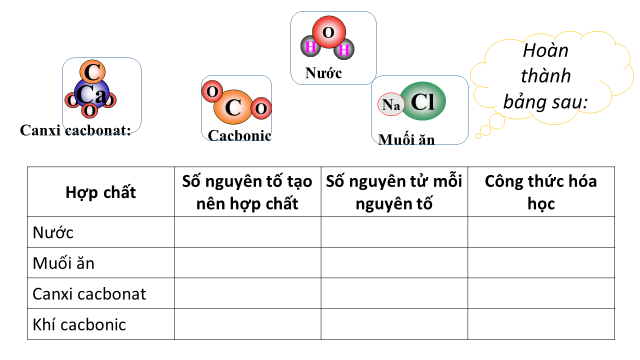 O
H H
Nước
C
Ca
O O
O
Canxi cacbonat:
O
C O
Cacbonic
Na Cl
Muối ăn
Hoàn
thành
bảng sau:
Hợp chất
Số nguyên tố tạo
nên hợp chất
Số nguyên tử mỗi
nguyên tố
Công thức hóa
học
Nước
Muối ăn
Canxi cacbonat
Khí cacbonic